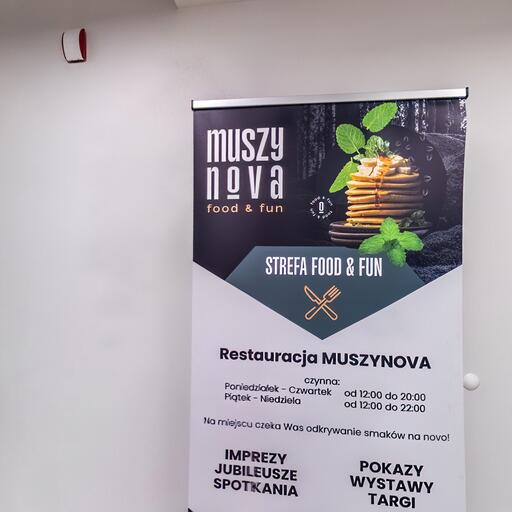 muszy
nova
food & fun
STREFA FOOD & FUN
Restauracja MUSZYNOVA
czynna:
Poniedziałek - Czwartek od 12:00 do 20:00
Piątek - Niedziela od 12:00 do 22:00
Na miejscu czeka Was odkrywanie smaków na novo!
IMPREZY
JUBILEUSZE
SPOTKANIA
POKAZY
WYSTAWY
TARGI